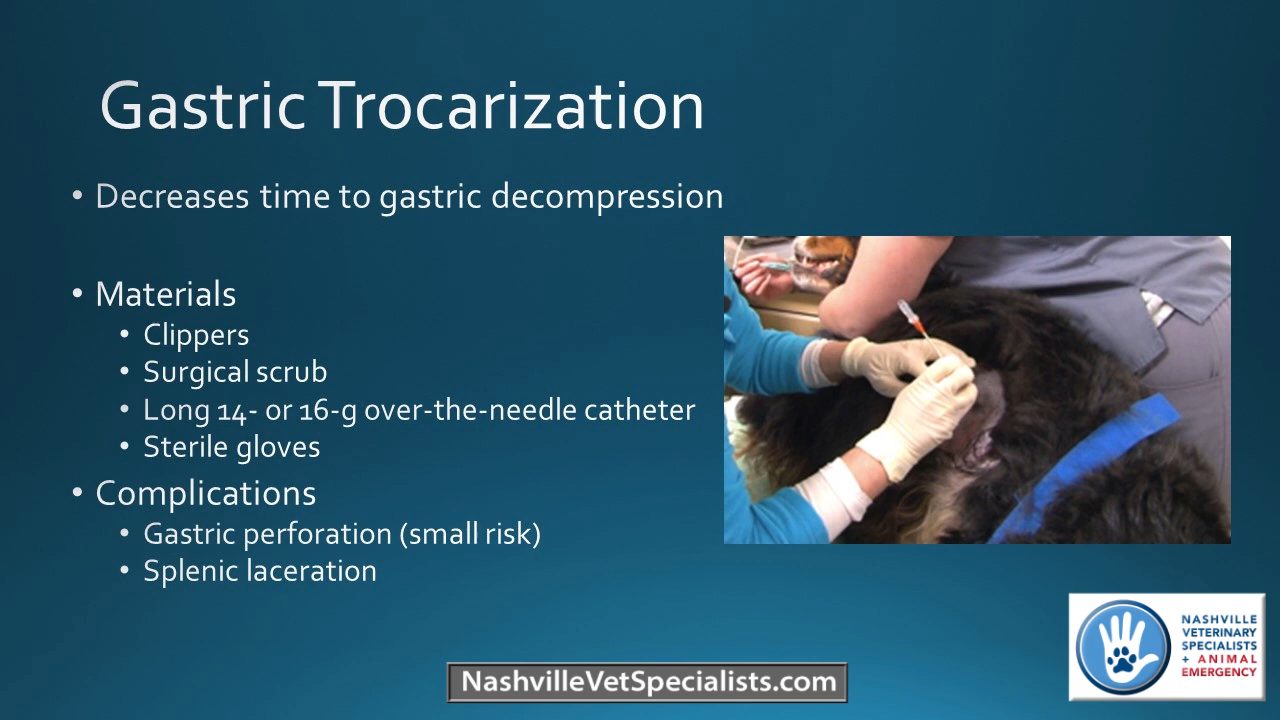 Gastric Trocarization
• Decreases time to gastric decompression
• Materials
• Clippers
• Surgical scrub
• Long 14- or 16-g over-the-needle catheter
• Sterile gloves
• Complications
• Gastric perforation (small risk)
• Splenic laceration
NASHVILLE
VETERINARY
SPECIALISTS
+ ANIMAL
EMERGENCY
NashvilleVetSpecialists.com